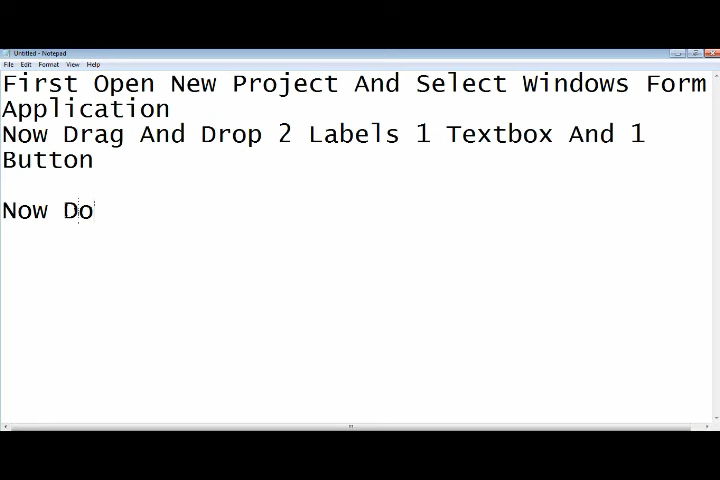 Untitled - Notepad
File Edit Format View Help
First Open New Project And Select Windows Form
Application
Now Drag And Drop 2 Labels 1 Textbox And 1
Button
Now Do